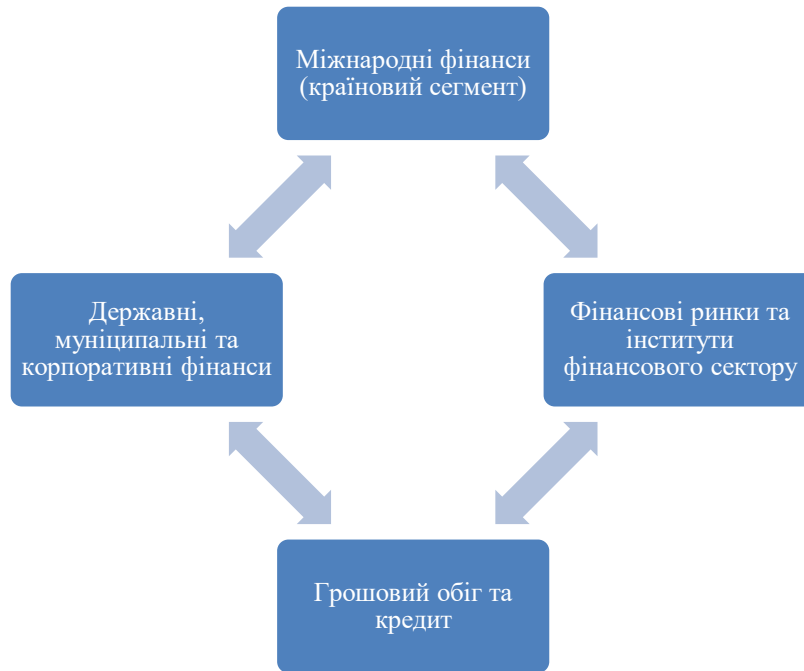 Міжнародні фінанси
(країновий сегмент)
Державні,
муніципальні та
корпоративні фінанси
Фінансові ринки та
інститути
фінансового сектору
Грошовий обіг та
кредит